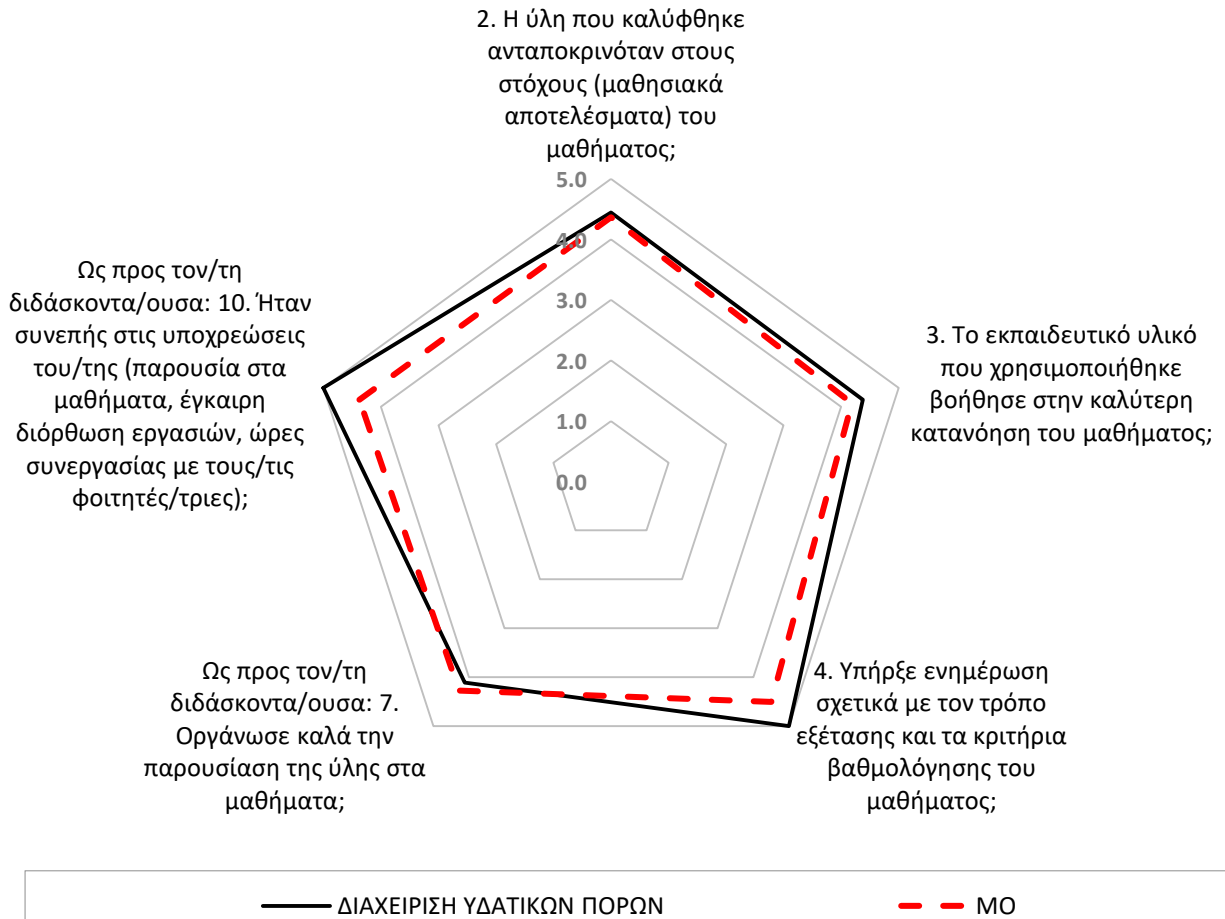 2. Η ύλη που καλύφθηκε
ανταποκρινόταν στους
στόχους (μαθησιακά
αποτελέσματα) του
μαθήματος;
5.0
4.0
3.0
2.0
1.0
0.0
3. Το εκπαιδευτικό υλικό
που χρησιμοποιήθηκε
βοήθησε στην καλύτερη
κατανόηση του μαθήματος;
4. Υπήρξε ενημέρωση
σχετικά με τον τρόπο
εξέτασης και τα κριτήρια
βαθμολόγησης του
μαθήματος;
Ως προς τον/τη
διδάσκοντα/ουσα: 7.
Οργάνωσε καλά την
παρουσίαση της ύλης στα
μαθήματα;
Ως προς τον/τη
διδάσκοντα/ουσα: 10. Ήταν
συνεπής στις υποχρεώσεις
του/της (παρουσία στα
μαθήματα, έγκαιρη
διόρθωση εργασιών, ώρες
συνεργασίας με τους/τις
φοιτητές/τριες);
ΔΙΑΧΕΙΡΙΣΗ ΥΔΑΤΙΚΩΝ ΠΟΡΩΝ
ΜΟ